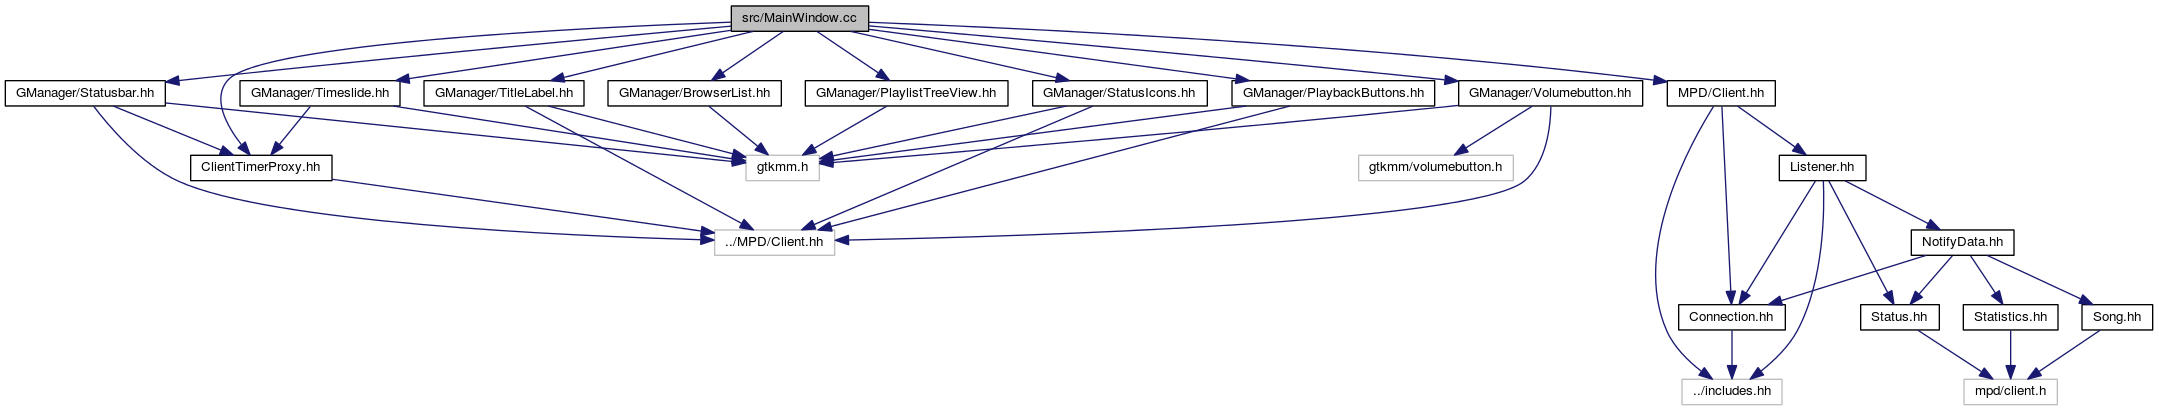 src/MainWindow.cc
GManager/Statusbar.hh
GManager/Timeslide.hh
GManager/TitleLabel.hh
GManager/BrowserList.hh
GManager/PlaylistTreeView.hh
GManager/StatusIcons.hh
GManager/PlaybackButtons.hh
GManager/Volumebutton.hh
MPD/Client.hh
ClientTimerProxy.hh
gtkmm.h
gtkmm/volumebutton.h
Listener.hh
../MPD/Client.hh
NotifyData.hh
Connection.hh
Status.hh
Statistics.hh
Song.hh
../includes.hh
mpd/client.h